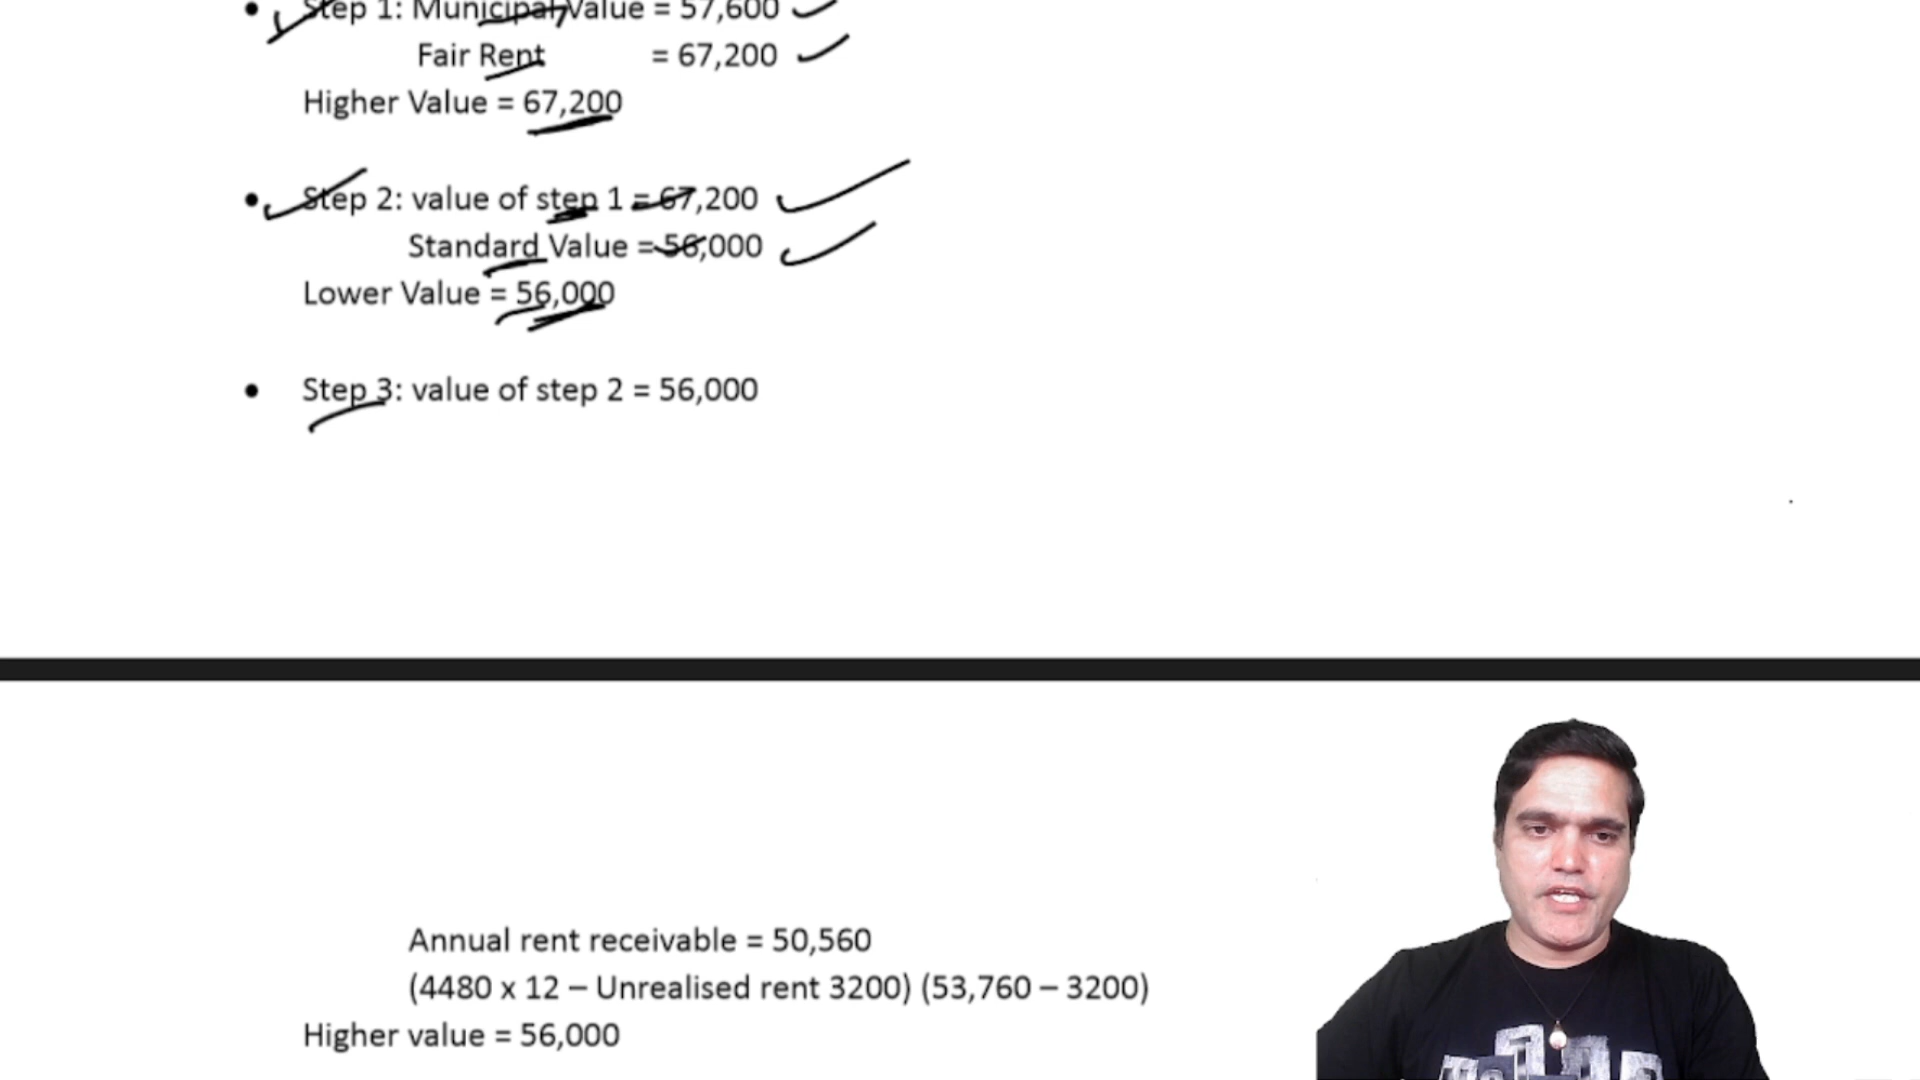 • Step 1: Municipal Value = 57,600
Fair Rent = 67,200
Higher Value = 67,200
• Step 2: value of step 1 = 67,200
Standard Value = 56,000
Lower Value = 56,000
• Step 3: value of step 2 = 56,000
Annual rent receivable = 50,560
(4480 x 12 – Unrealised rent 3200) (53,760 – 3200)
Higher value = 56,000